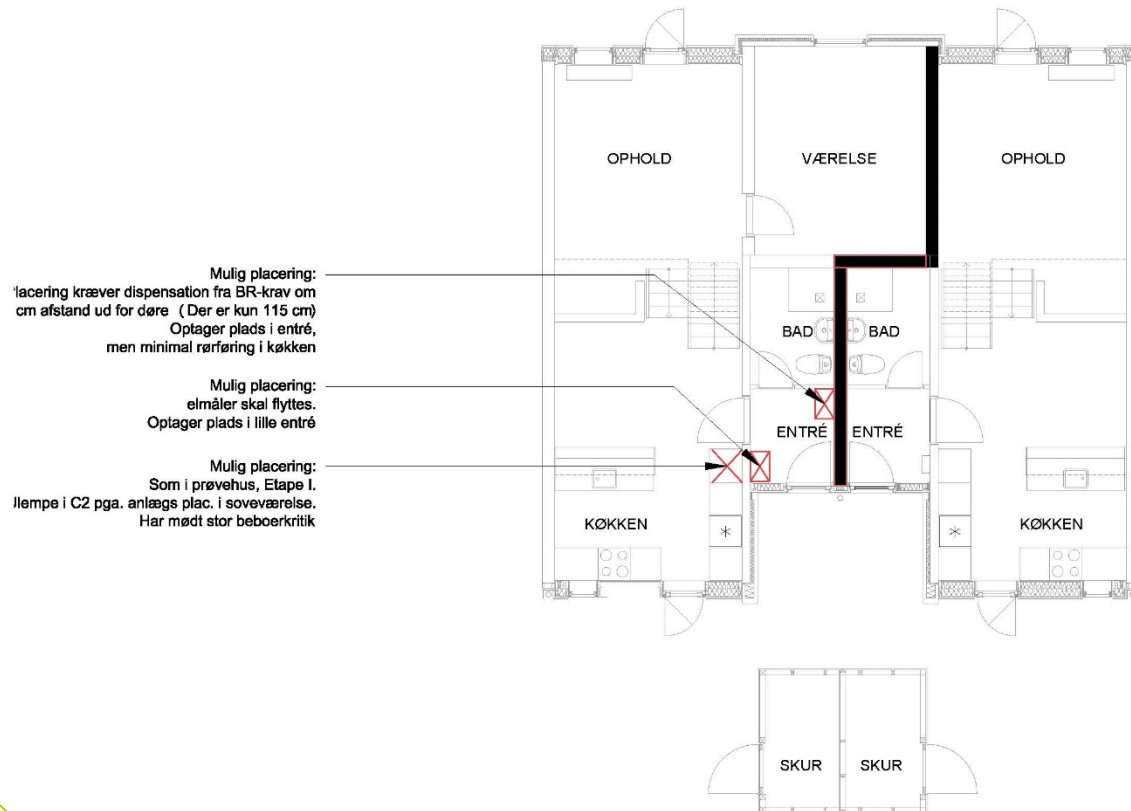 OPHOLD
VÆRELSE
OPHOLD
Mulig placering:
lacering kræver dispensation fra BR-krav om
cm afstand ud for døre ( Der er kun 115 cm)
Optager plads i entré,
men minimal rørføring i køkken
BAD
BAD
Mulig placering:
elmåler skal flyttes.
Optager plads i lille entré
ENTRÉ
ENTRÉ
Mulig placering:
Som i prøvehus, Etape I.
lempe i C2 pga. anlægs plac. i soveværelse.
Har mødt stor beboerkritik
KØKKEN
KØKKEN
SKUR
SKUR